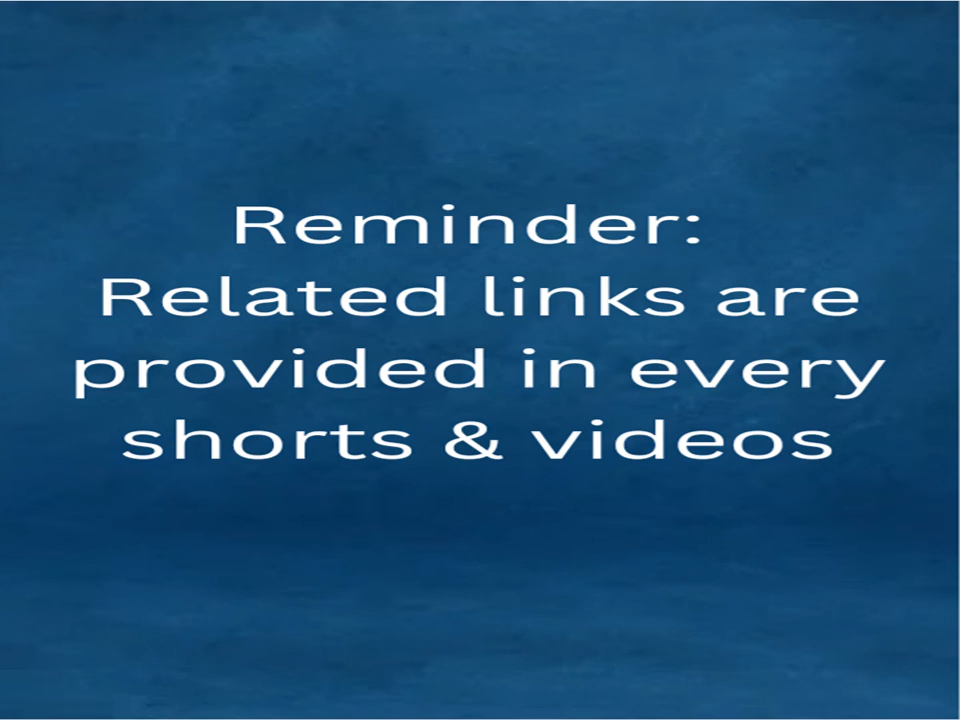 Reminder:
Related links are
provided in every
shorts & videos